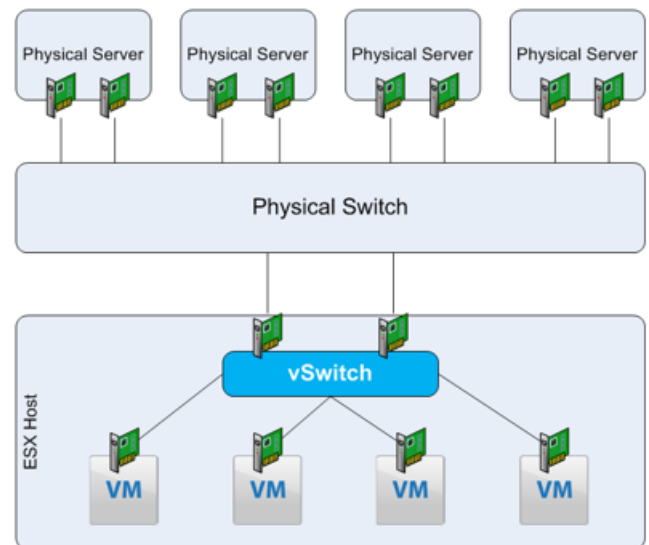 Physical Server
Physical Server
Physical Server
Physical Server
Physical Switch
vSwitch
ESX Host
VM
VM
VM
VM